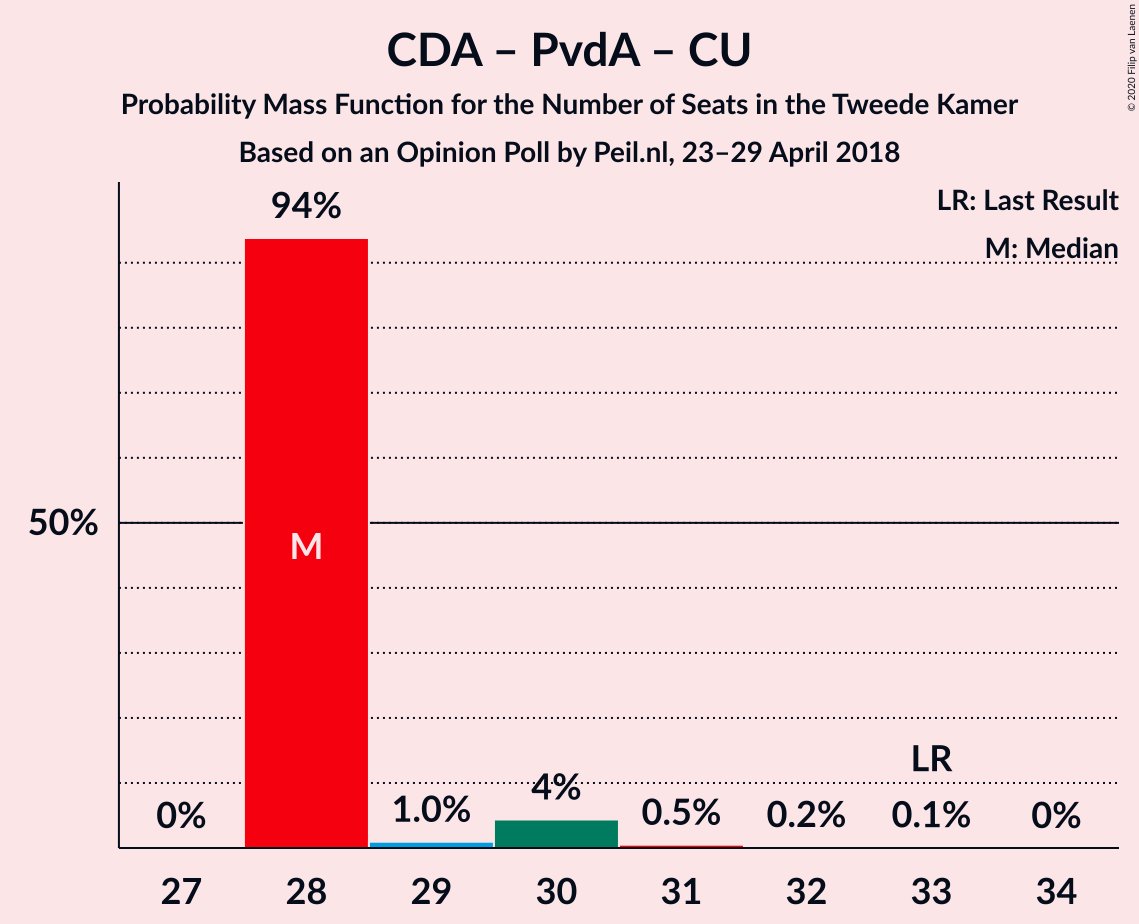 CDA – PvdA – CU
Probability Mass Function for the Number of Seats in the Tweede Kamer
Based on an Opinion Poll by Peil.nl, 23–29 April 2018
© 2020 Filip van Laenen
LR: Last Result
M: Median
94%
50%
M
LR
0%
1.0%
4%
0.5%
0.2%
0.1%
0%
27 28 29 30 31 32 33 34